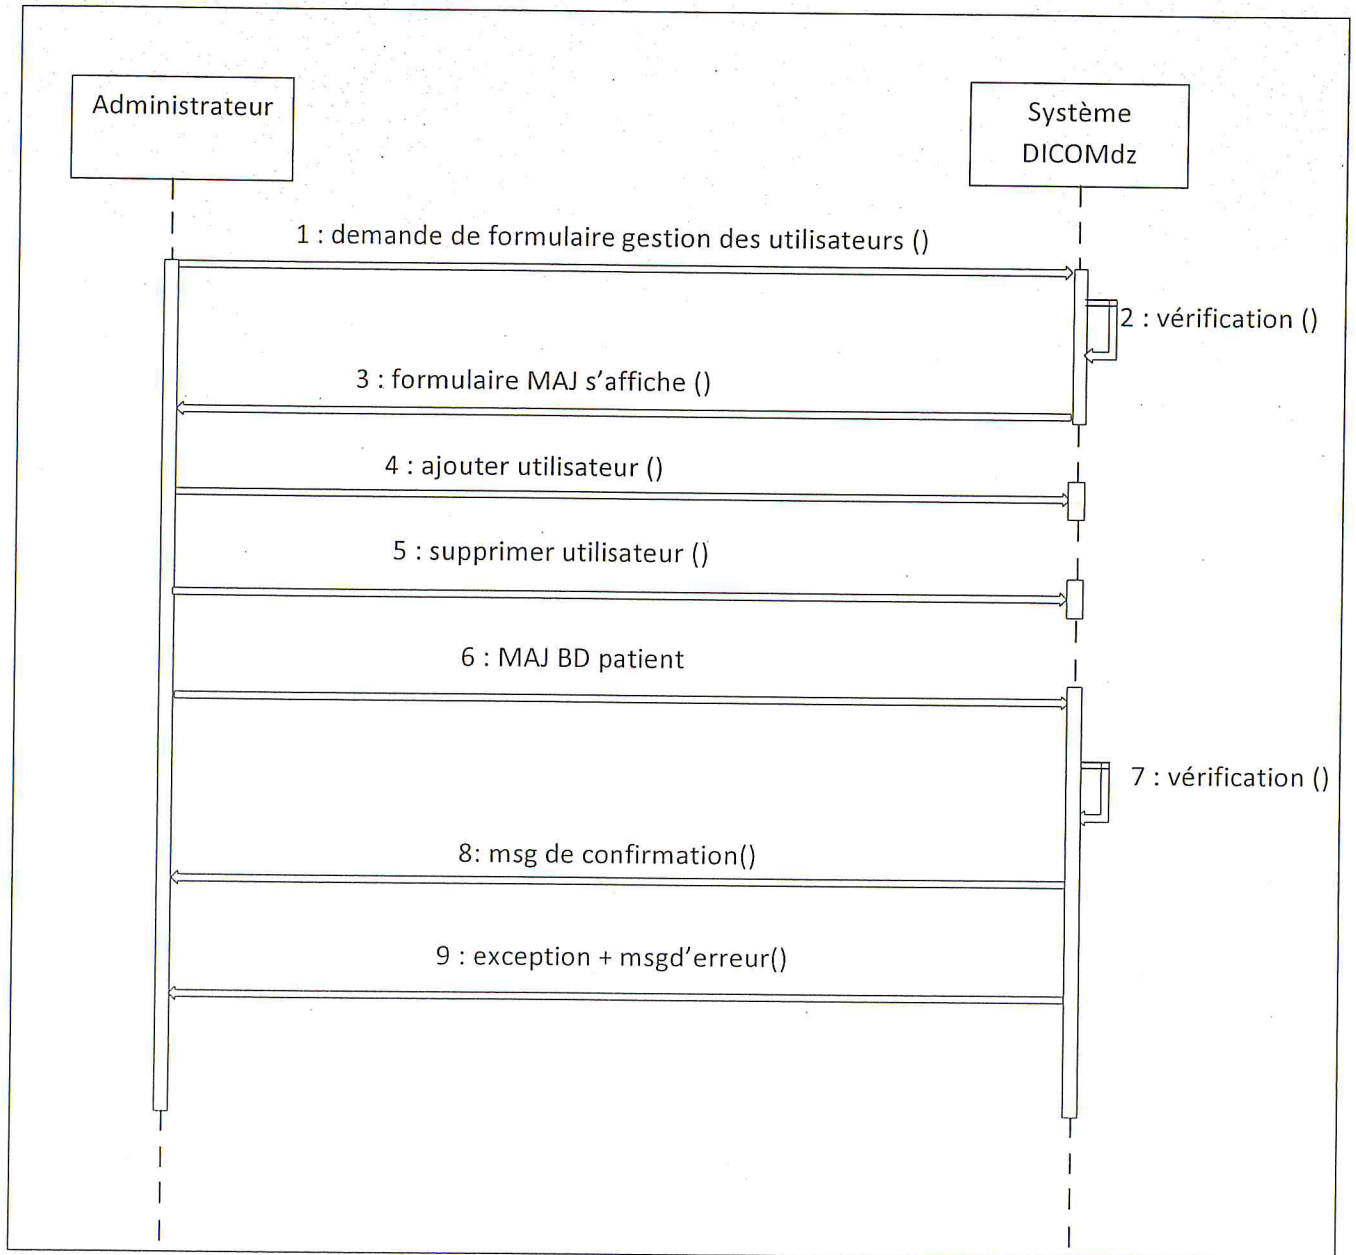 Administrateur
Système
DICOMdz
1 : demande de formulaire gestion des utilisateurs ()
2 : vérification ()
3 : formulaire MAJ s'affiche ()
4 : ajouter utilisateur ()
5 : supprimer utilisateur ()
6 : MAJ BD patient
7 : vérification ()
8: msg de confirmation()
9 : exception + msgd'erreur()